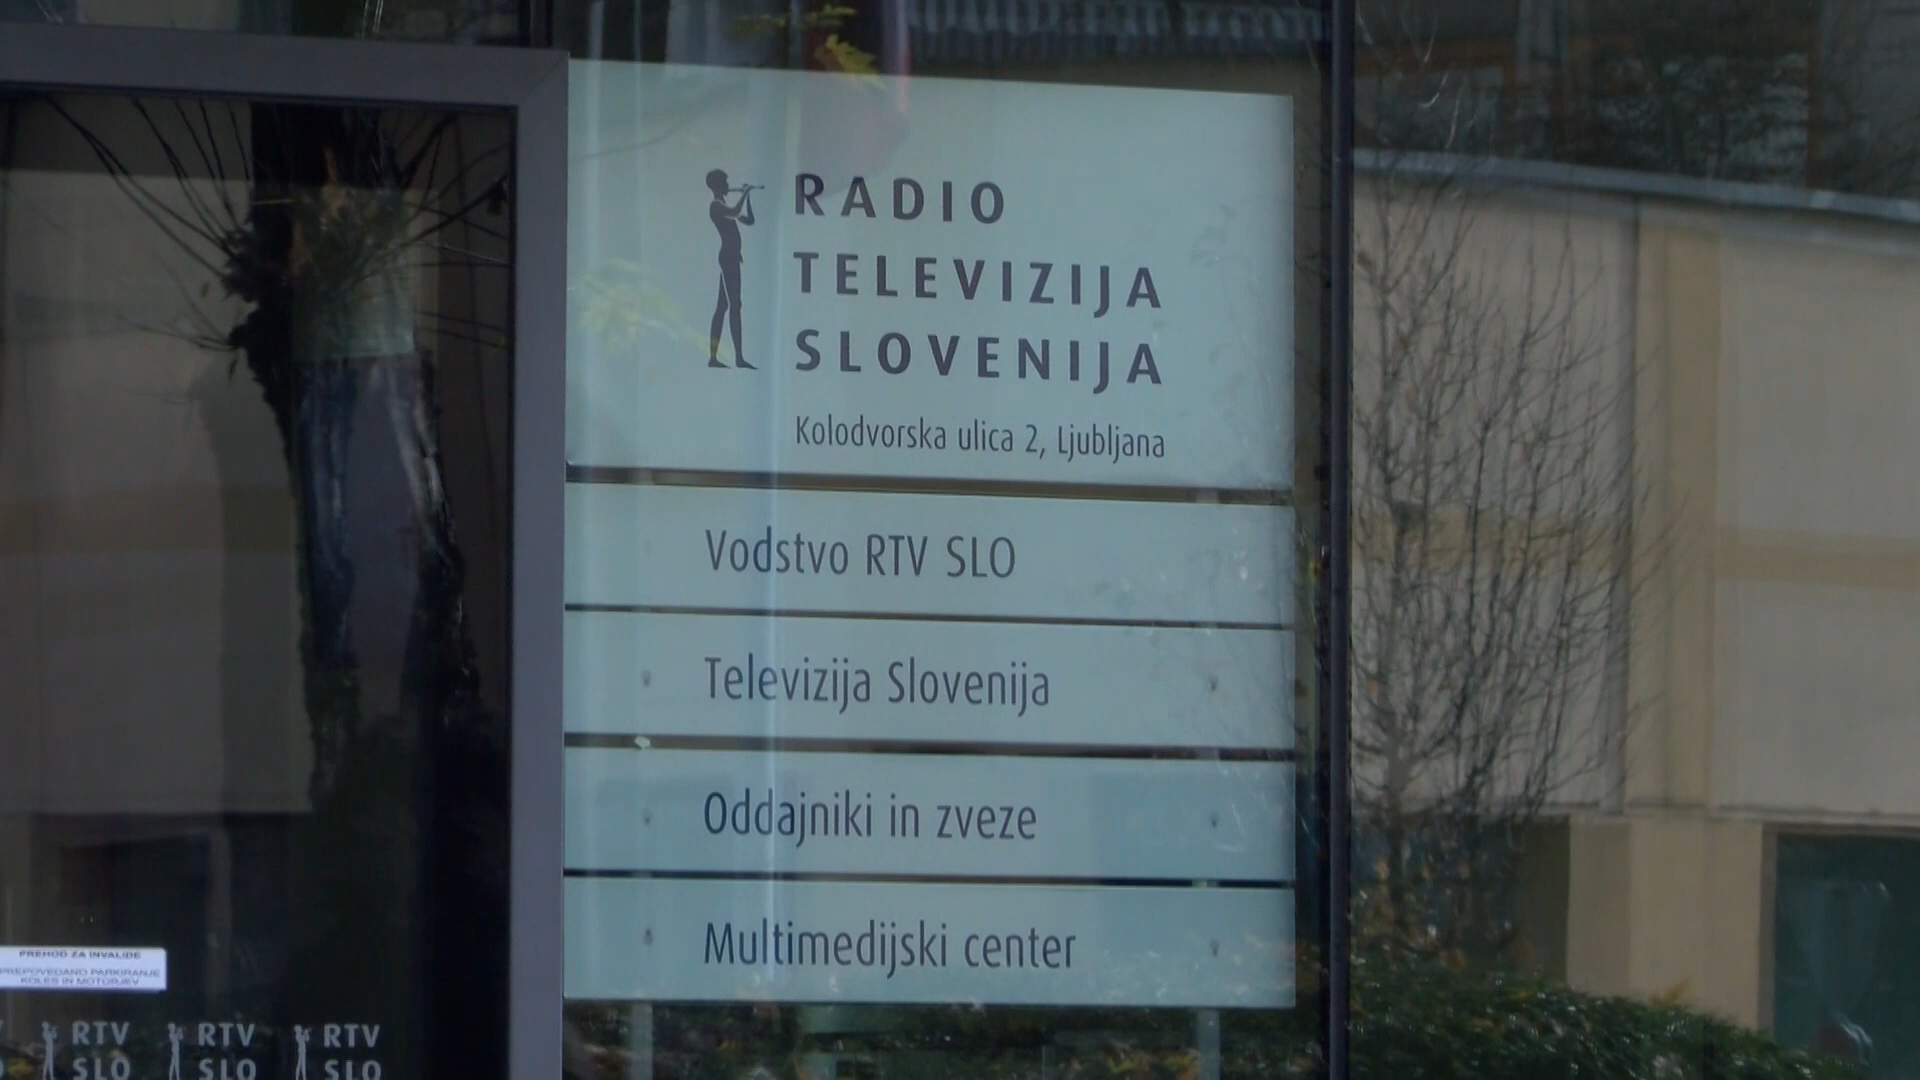 RADIO
TELEVIZIJA
SLOVENIJA
Kolodvorska ulica 2, Ljubljana
Vodstvo RTV SLO
Televizija Slovenija
Oddajniki in zveze
Multimedijski center
PREHOD ZA INVALIDE
PREPOVEDANO PARKIRANJE
KOLES IN MOTORJEV
RTV RTV RTV
SLO SLO SLO